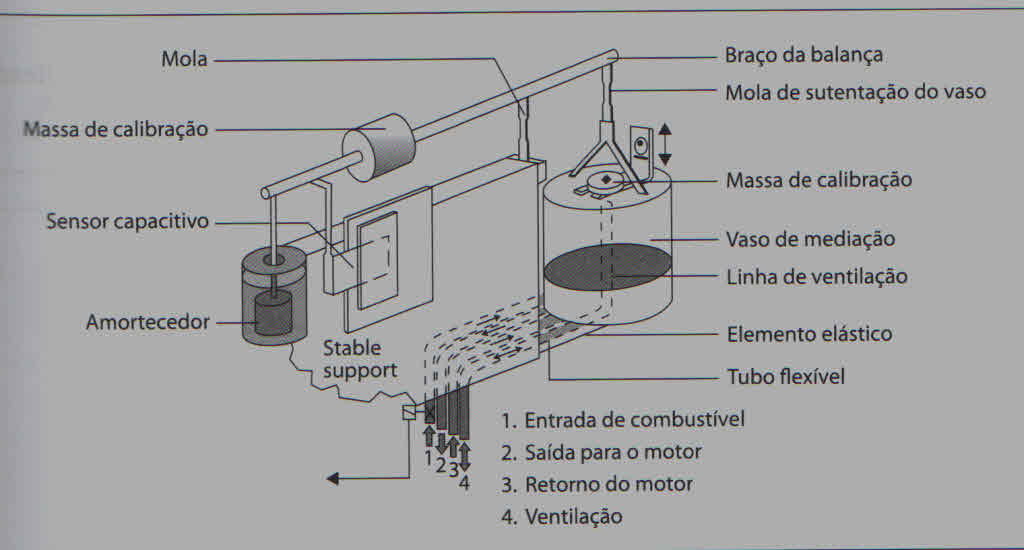 Mola
Massa de calibração
Sensor capacitivo
Amortecedor
Stable
support
Braço da balança
Mola de sutentação do vaso
Massa de calibração
Vaso de mediação
Linha de ventilação
Elemento elástico
Tubo flexível
1
2
3
4
1. Entrada de combustível
2. Saída para o motor
3. Retorno do motor
4. Ventilação